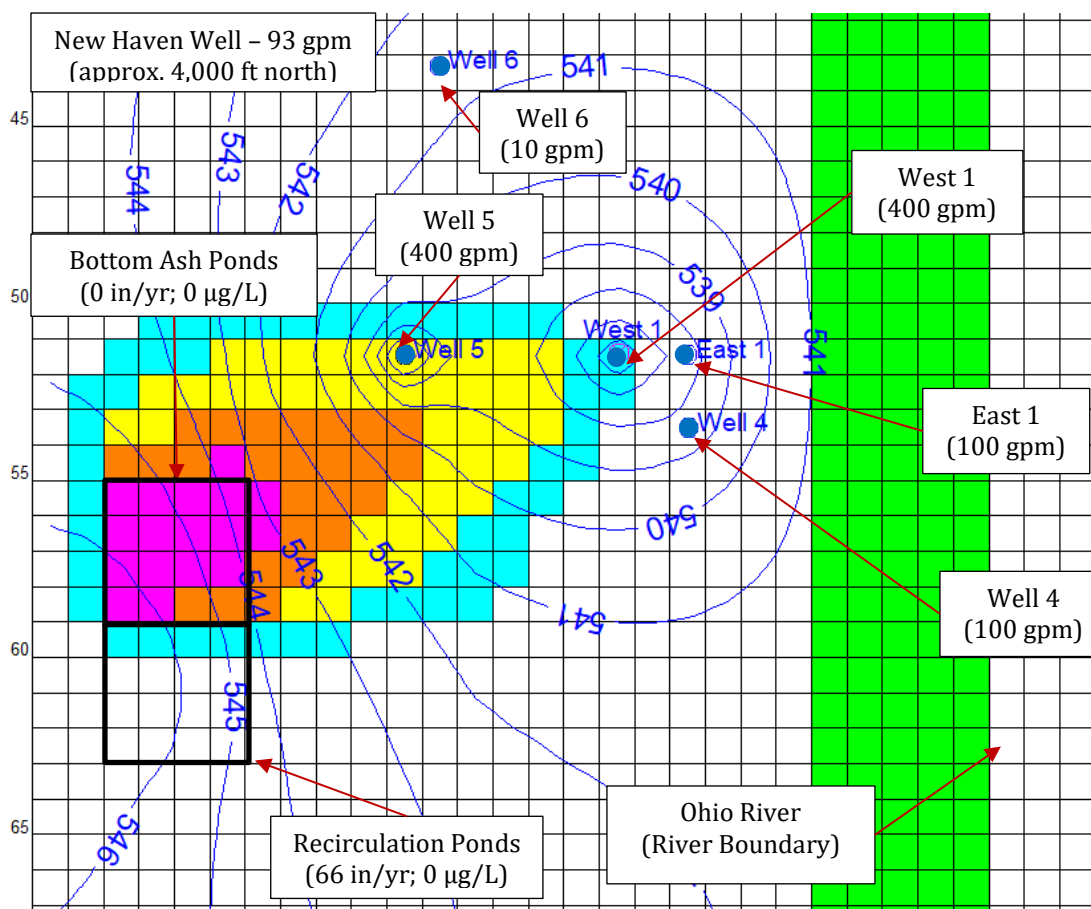 New Haven Well – 93 gpm
(approx. 4,000 ft north)
Well 6
541
45
Well 6
(10 gpm)
543
544
542
540
West 1
(400 gpm)
Well 5
(400 gpm)
Bottom Ash Ponds
(0 in/yr; 0 µg/L)
539
50
West 1
Well 5
East 1
541
Well 4
East 1
(100 gpm)
55
540
543
542
544
Well 4
(100 gpm)
541
60
545
Ohio River
(River Boundary)
65
546
Recirculation Ponds
(66 in/yr; 0 µg/L)